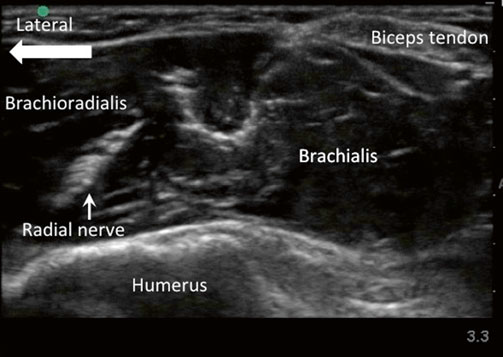 Lateral
Biceps tendon
Brachioradialis
Brachialis
Radial nerve
Humerus
3.3